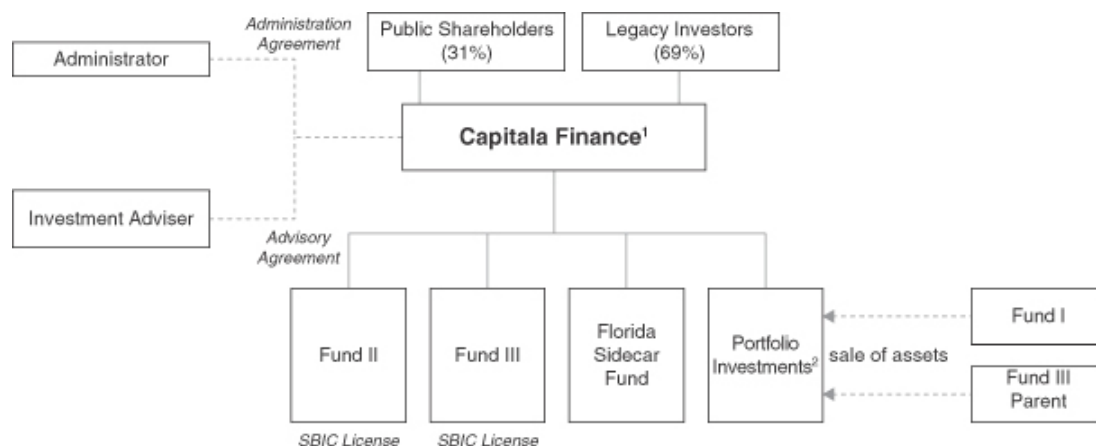 Administration
Agreement
Public Shareholders
(31%)
Legacy Investors
(69%)
Administrator
Capitala Finance¹
Investment Adviser
Advisory
Agreement
Fund II
Fund III
Florida
Sidecar
Fund
Portfolio
Investments²
sale of assets
Fund I
Fund III
Parent
SBIC License
SBIC License